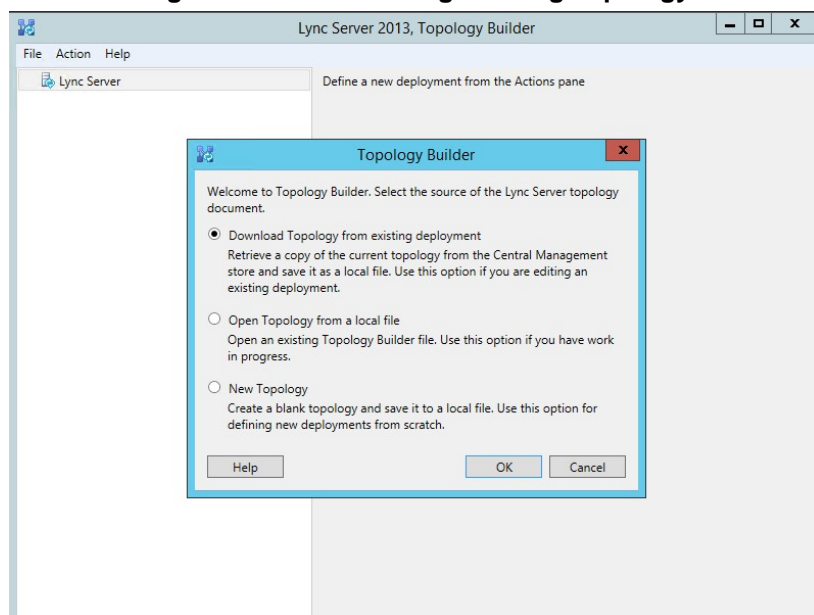 Lync Server 2013, Topology Builder
File Action Help
Lync Server
Define a new deployment from the Actions pane
Topology Builder
Welcome to Topology Builder. Select the source of the Lync Server topology
document.
Download Topology from existing deployment
Retrieve a copy of the current topology from the Central Management
store and save it as a local file. Use this option if you are editing an
existing deployment.
Open Topology from a local file
Open an existing Topology Builder file. Use this option if you have work
in progress.
New Topology
Create a blank topology and save it to a local file. Use this option for
defining new deployments from scratch.
Help
OK
Cancel